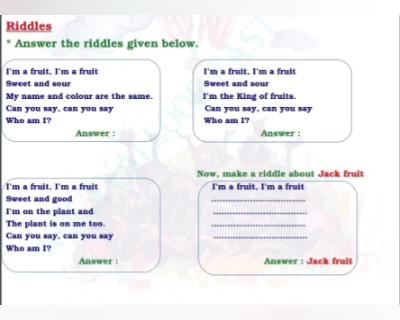 Riddles
* Answer the riddles given below.
I'm a fruit, I'm a fruit
Sweet and sour
My name and colour are the same.
Can you say, can you say
Who am I?
Answer :
I'm a fruit, I'm a fruit
Sweet and sour
I'm the King of fruits.
Can you say, can you say
Who am I?
Answer :
I'm a fruit, I'm a fruit
Sweet and good
I'm on the plant and
The plant is on me too.
Can you say, can you say
Who am I?
Answer :
Now, make a riddle about Jack fruit
I'm a fruit, I'm a fruit
..................................
..................................
..................................
..................................
Answer : Jack fruit